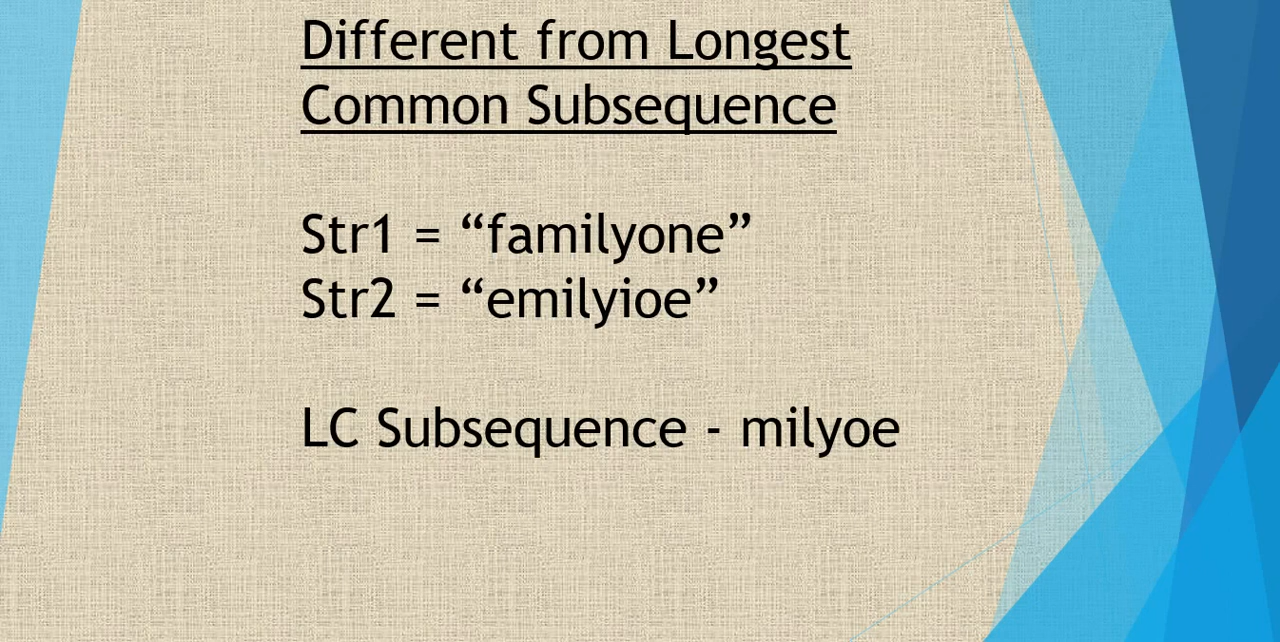 Different from Longest
Common Subsequence
Str1 = “familyone”
Str2 = “emilyioe”
LC Subsequence - milyoe